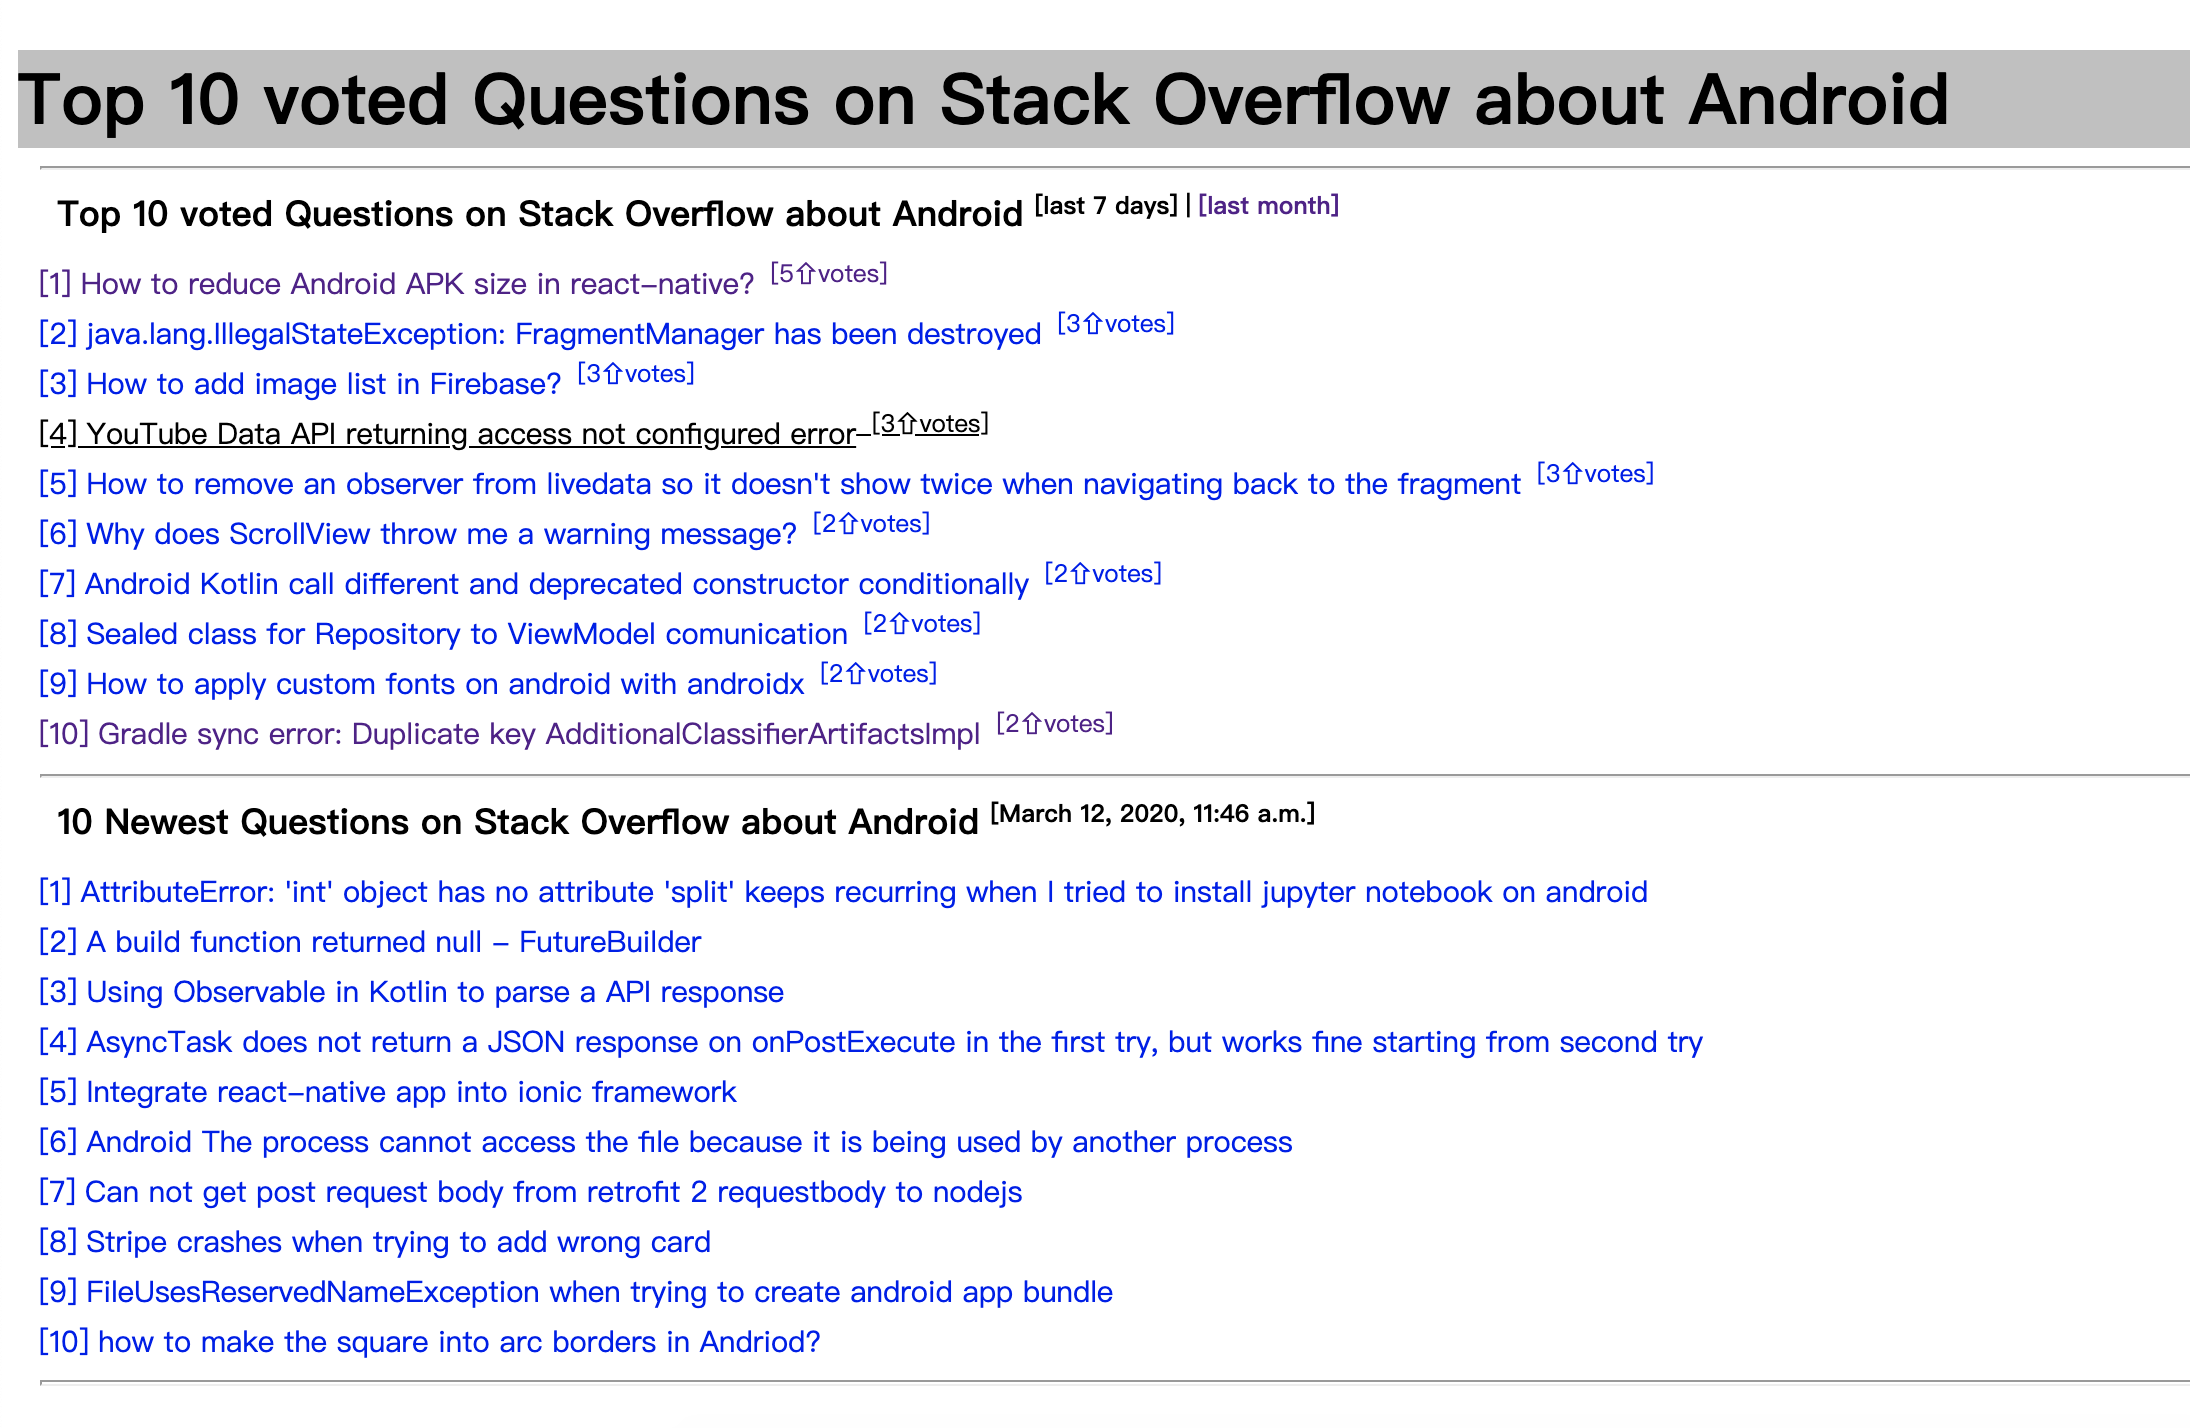 Top 10 voted Questions on Stack Overflow about Android
Top 10 voted Questions on Stack Overflow about Android [last 7 days] | [last month]
[1] How to reduce Android APK size in react-native? [5⇧votes]
[2] java.lang.IllegalStateException: FragmentManager has been destroyed [3⇧votes]
[3] How to add image list in Firebase? [3⇧votes]
[4] YouTube Data API returning access not configured error [3⇧votes]
[5] How to remove an observer from livedata so it doesn't show twice when navigating back to the fragment [3⇧votes]
[6] Why does ScrollView throw me a warning message? [2⇧votes]
[7] Android Kotlin call different and deprecated constructor conditionally [2⇧votes]
[8] Sealed class for Repository to ViewModel comunication [2⇧votes]
[9] How to apply custom fonts on android with androidx [2⇧votes]
[10] Gradle sync error: Duplicate key AdditionalClassifierArtifactsImpl [2⇧votes]
10 Newest Questions on Stack Overflow about Android [March 12, 2020, 11:46 a.m.]
[1] AttributeError: 'int' object has no attribute 'split' keeps recurring when I tried to install jupyter notebook on android
[2] A build function returned null - FutureBuilder
[3] Using Observable in Kotlin to parse a API response
[4] AsyncTask does not return a JSON response on onPostExecute in the first try, but works fine starting from second try
[5] Integrate react-native app into ionic framework
[6] Android The process cannot access the file because it is being used by another process
[7] Can not get post request body from retrofit 2 requestbody to nodejs
[8] Stripe crashes when trying to add wrong card
[9] FileUsesReservedNameException when trying to create android app bundle
[10] how to make the square into arc borders in Andriod?